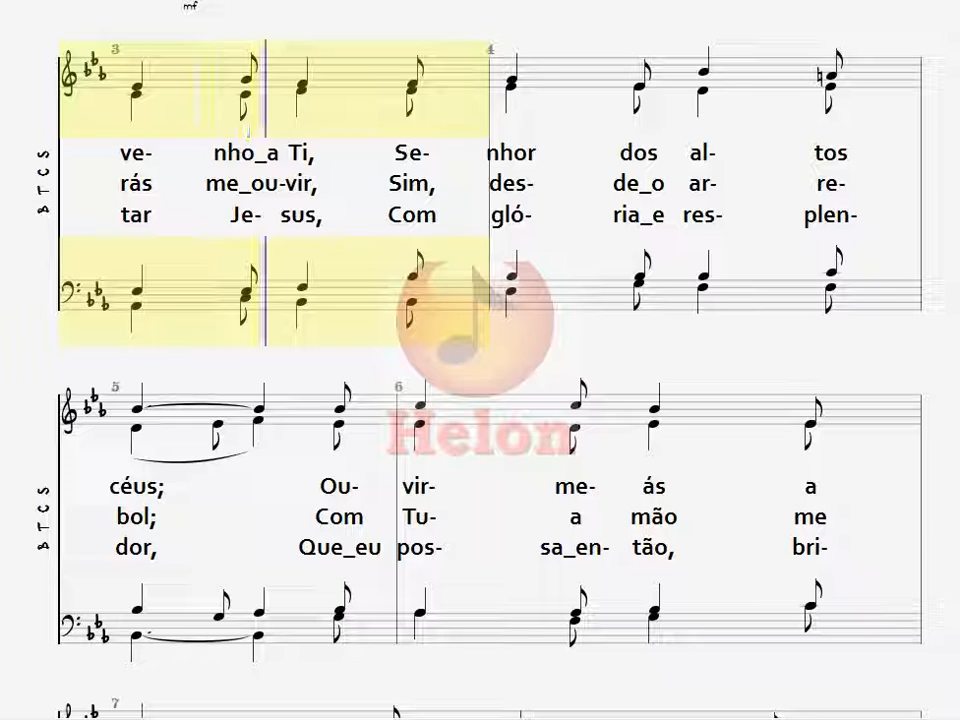 mf
3 4
ve- nho_a Ti, Se- nhor dos al- tos
rás me_ou-vir, Sim, des- de_o ar- re-
tar Je- sus, Com gló- ria_e res- plen-
B T C S
5 6
Helon
céus; Ou- vir- me- ás a
bol; Com Tu- a mão me
dor, Que_eu pos- sa_en- tão, bri-
B T C S
7